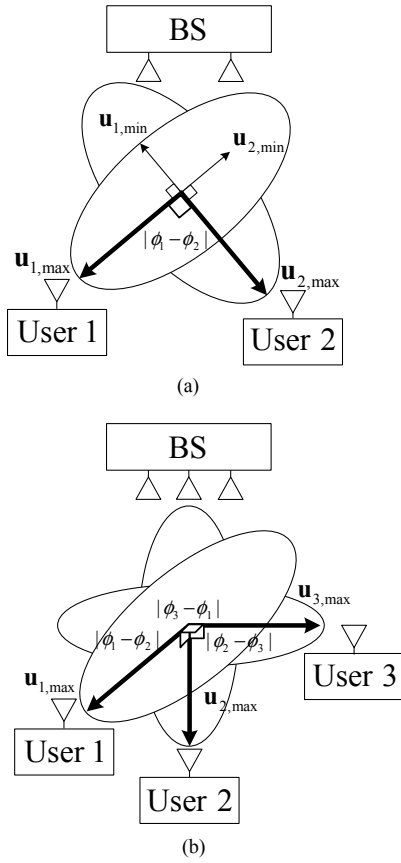 BS
u1,min
u2,min
|ϕ1−ϕ2|
u1,max
u2,max
User 1
User 2
(a)
BS
|ϕ3−ϕ1|
u3,max
|ϕ1−ϕ2|
|ϕ2−ϕ3|
u1,max
u2,max
User 3
User 1
User 2
(b)